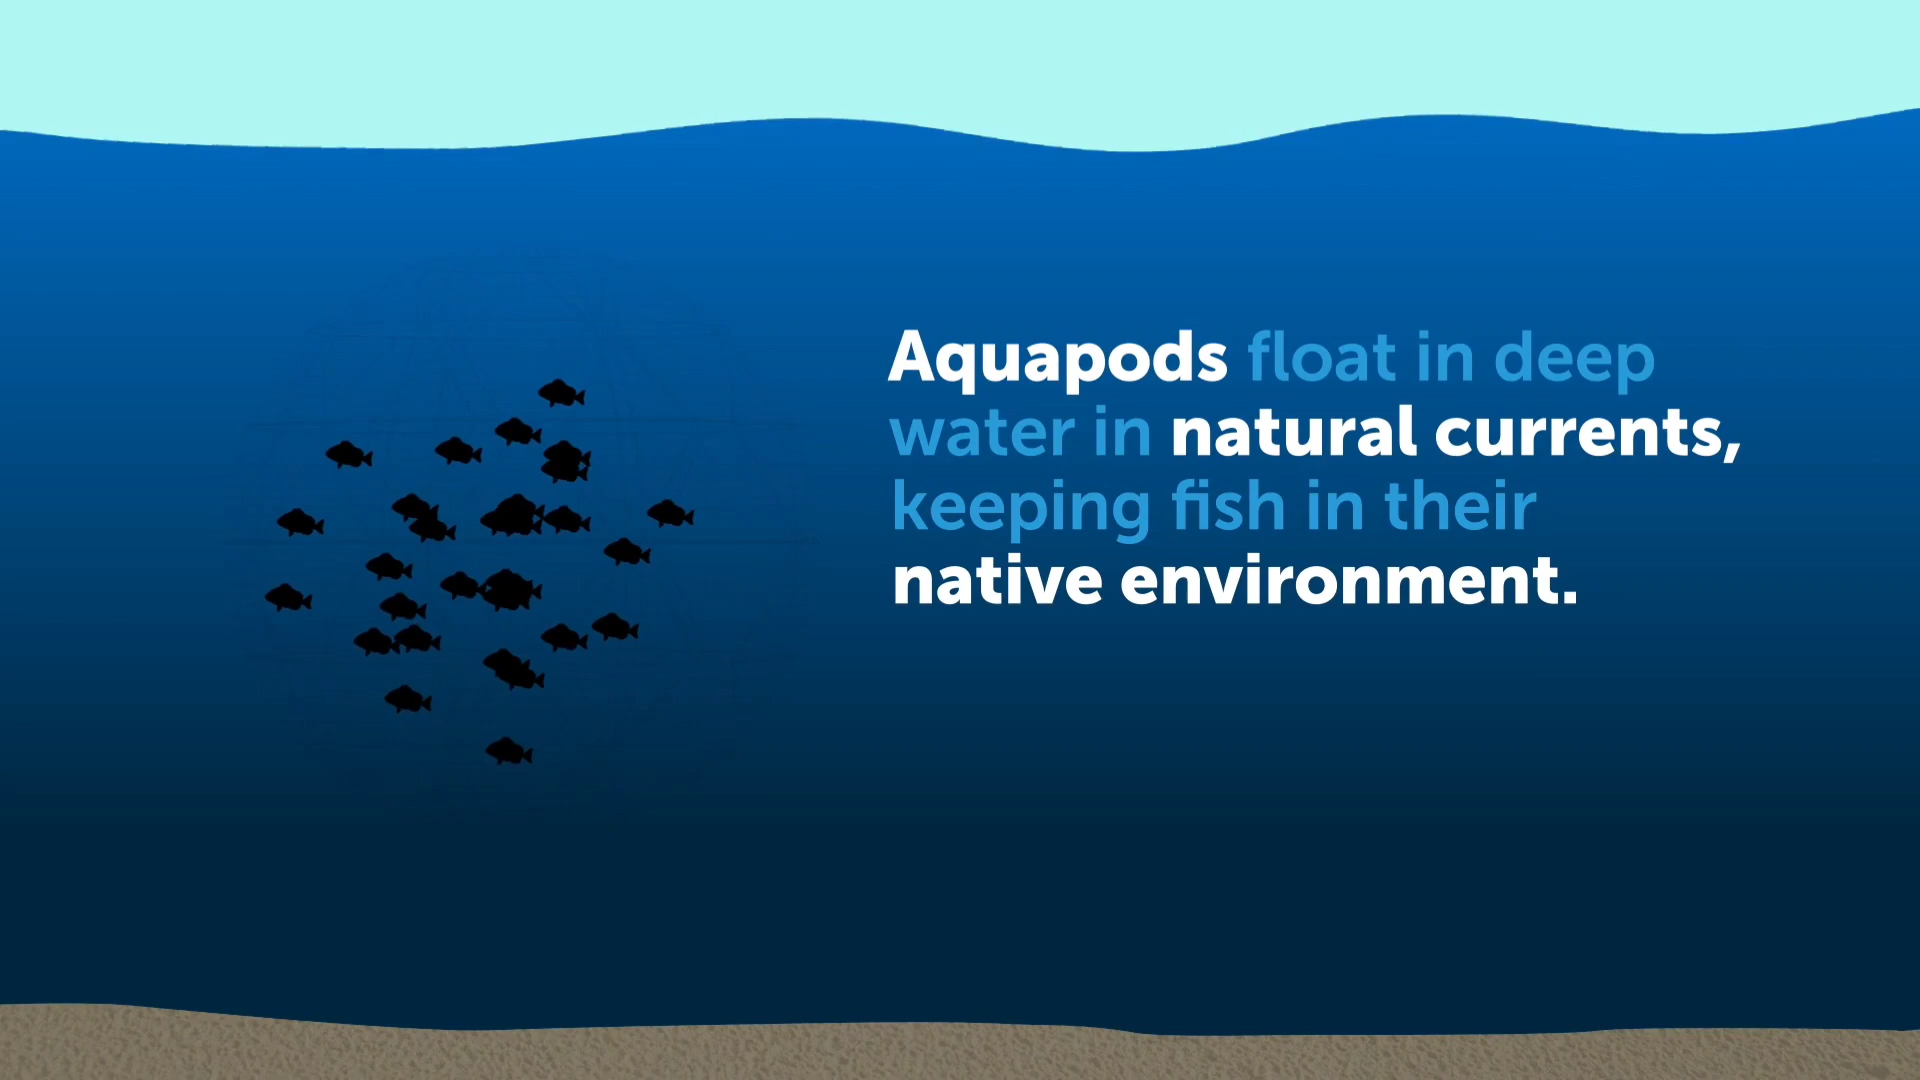 Aquapods float in deep
water in natural currents,
keeping fish in their
native environment.